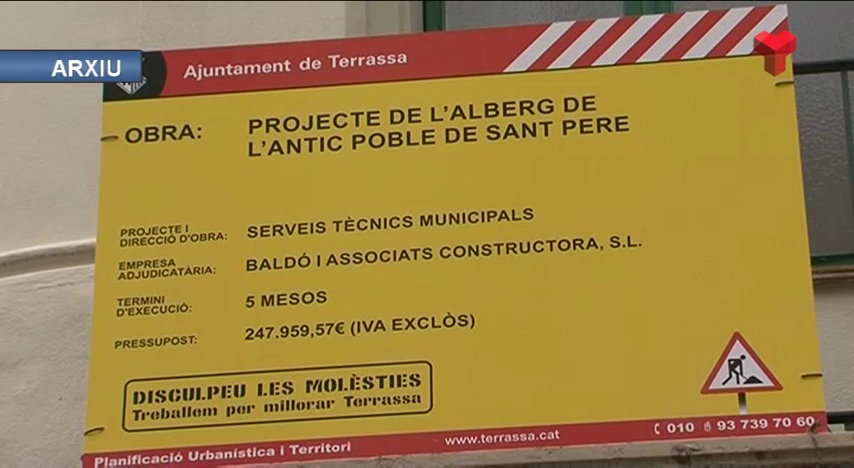 ARXIU
Ajuntament de Terrassa
OBRA: PROJECTE DE L'ALBERG DE
L'ANTIC POBLE DE SANT PERE
PROJECTE I
DIRECCIÓ D'OBRA: SERVEIS TÈCNICS MUNICIPALS
EMPRESA
ADJUDICATÀRIA: BALDÓ I ASSOCIATS CONSTRUCTORA, S.L.
TERMINI
D'EXECUCIÓ: 5 MESOS
PRESSUPOST: 247.959,57€ (IVA EXCLÒS)
DISCULPEU LES MOLÈSTIES
Treballem per millorar Terrassa
Planificació Urbanística i Territori www.terrassa.cat 010 93 739 70 60